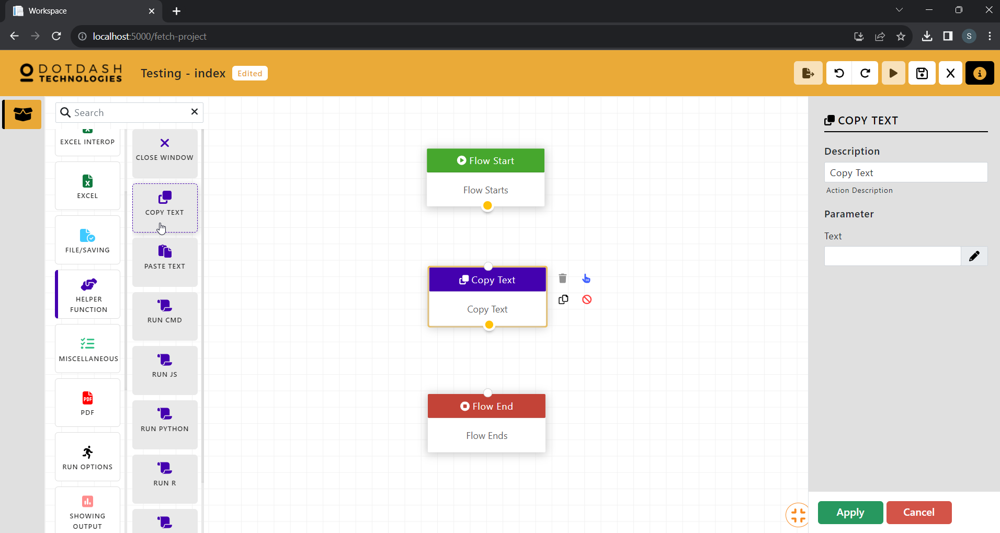 Workspace
localhost:5000/fetch-project
S
DOTDASH
TECHNOLOGIES
Testing - index
Edited
Search
EXCEL INTEROP
EXCEL
FILE/SAVING
HELPER
FUNCTION
MISCELLANEOUS
PDF
PDF
RUN OPTIONS
SHOWING
OUTPUT
CLOSE WINDOW
COPY TEXT
PASTE TEXT
RUN CMD
RUN JS
RUN PYTHON
RUN R
Flow Start
Flow Starts
Copy Text
Copy Text
Flow End
Flow Ends
COPY TEXT
Description
Copy Text
Action Description
Parameter
Text
Apply
Cancel